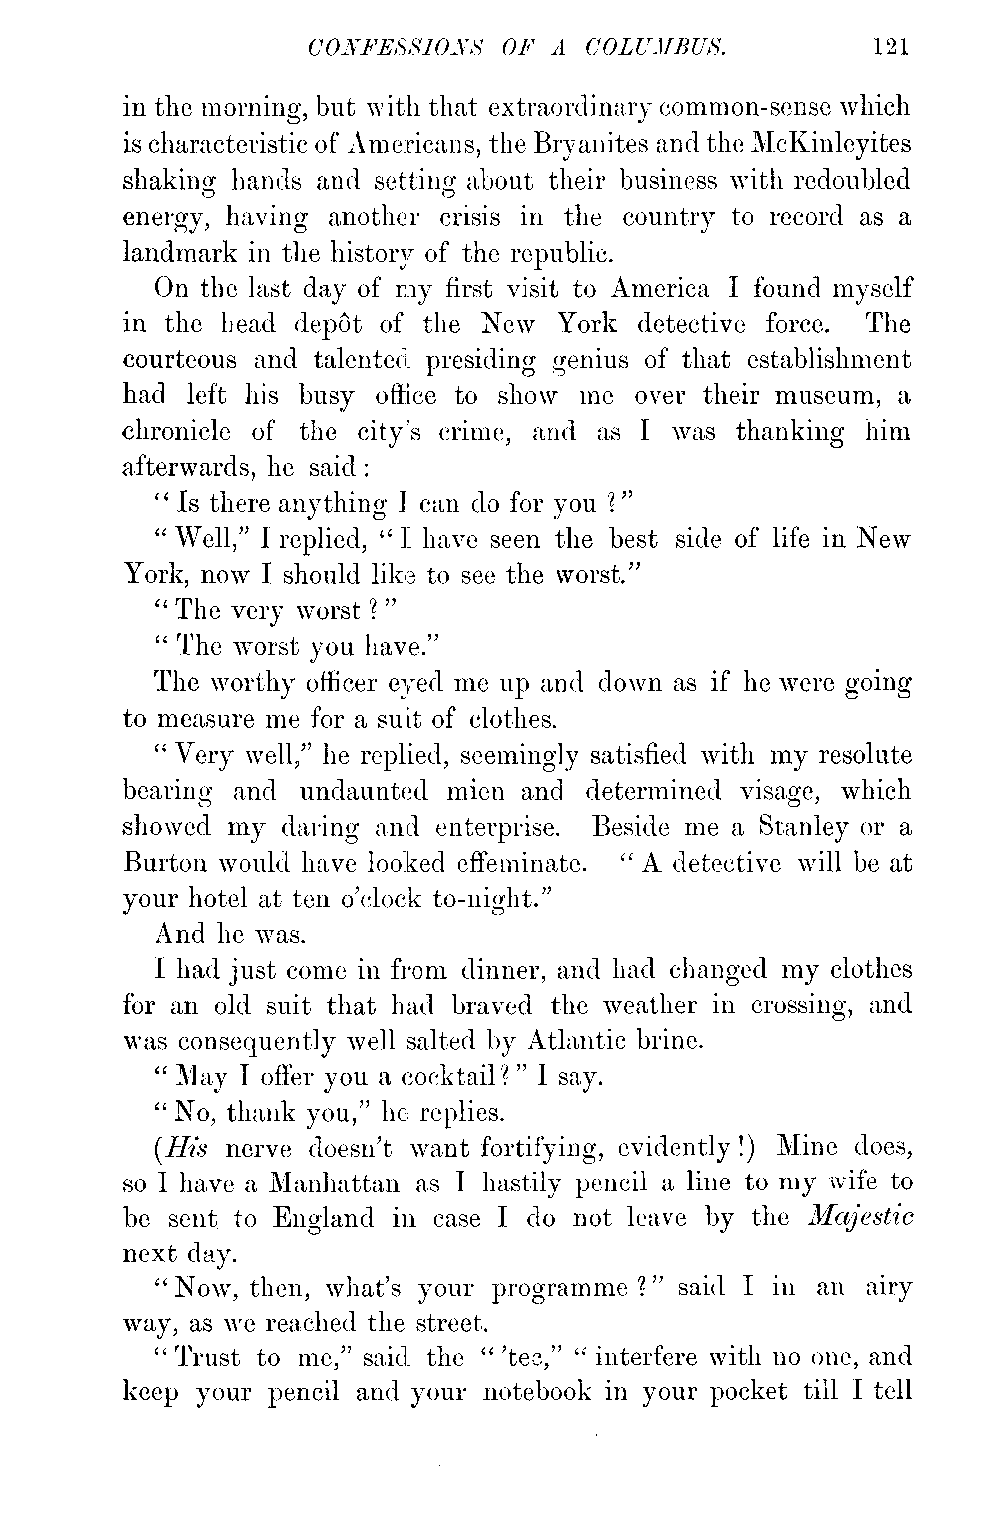 CONFESSIONS OF A COLUMBUS. 121
in the morning, but with that extraordinary common-sense which
is characteristic of Americans, the Bryanites and the McKinleyites
shaking hands and setting about their business with redoubled
energy, having another crisis in the country to record as a
landmark in the history of the republic.
On the last day of my first visit to America I found myself
in the head depôt of the New York detective force. The
courteous and talented presiding genius of that establishment
had left his busy office to show me over their museum, a
chronicle of the city's crime, and as I was thanking him
afterwards, he said :
“ Is there anything I can do for you ?”
“ Well,” I replied, “ I have seen the best side of life in New
York, now I should like to see the worst.”
“ The very worst ? ”
“ The worst you have.”
The worthy officer eyed me up and down as if he were going
to measure me for a suit of clothes.
“ Very well,” he replied, seemingly satisfied with my resolute
bearing and undaunted mien and determined visage, which
showed my daring and enterprise. Beside me a Stanley or a
Burton would have looked effeminate. “ A detective will be at
your hotel at ten o'clock to-night.”
And he was.
I had just come in from dinner, and had changed my clothes
for an old suit that had braved the weather in crossing, and
was consequently well salted by Atlantic brine.
“ May I offer you a cocktail ? ” I say.
“ No, thank you,” he replies.
(His nerve doesn't want fortifying, evidently !) Mine does,
so I have a Manhattan as I hastily pencil a line to my wife to
be sent to England in case I do not leave by the Majestic
next day.
“ Now, then, what's your programme ? ” said I in an airy
way, as we reached the street.
“ Trust to me,” said the “ 'tec,” “ interfere with no one, and
keep your pencil and your notebook in your pocket till I tell